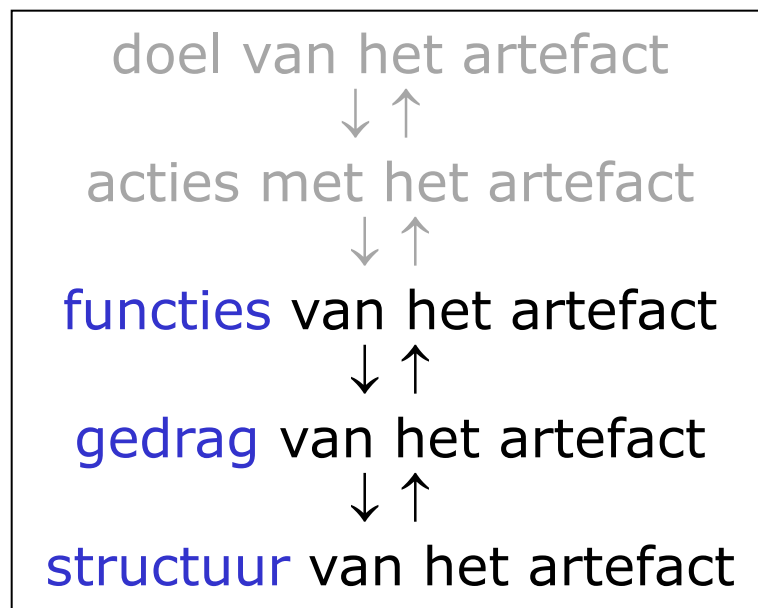 doel van het artefact
↓ ↑
acties met het artefact
↓ ↑
functies van het artefact
↓ ↑
gedrag van het artefact
↓ ↑
structuur van het artefact